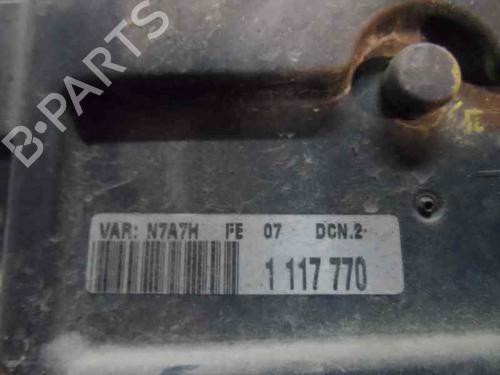 B-PARTS
VAR: N7A7H FE 07 DCN.2
1 117 770